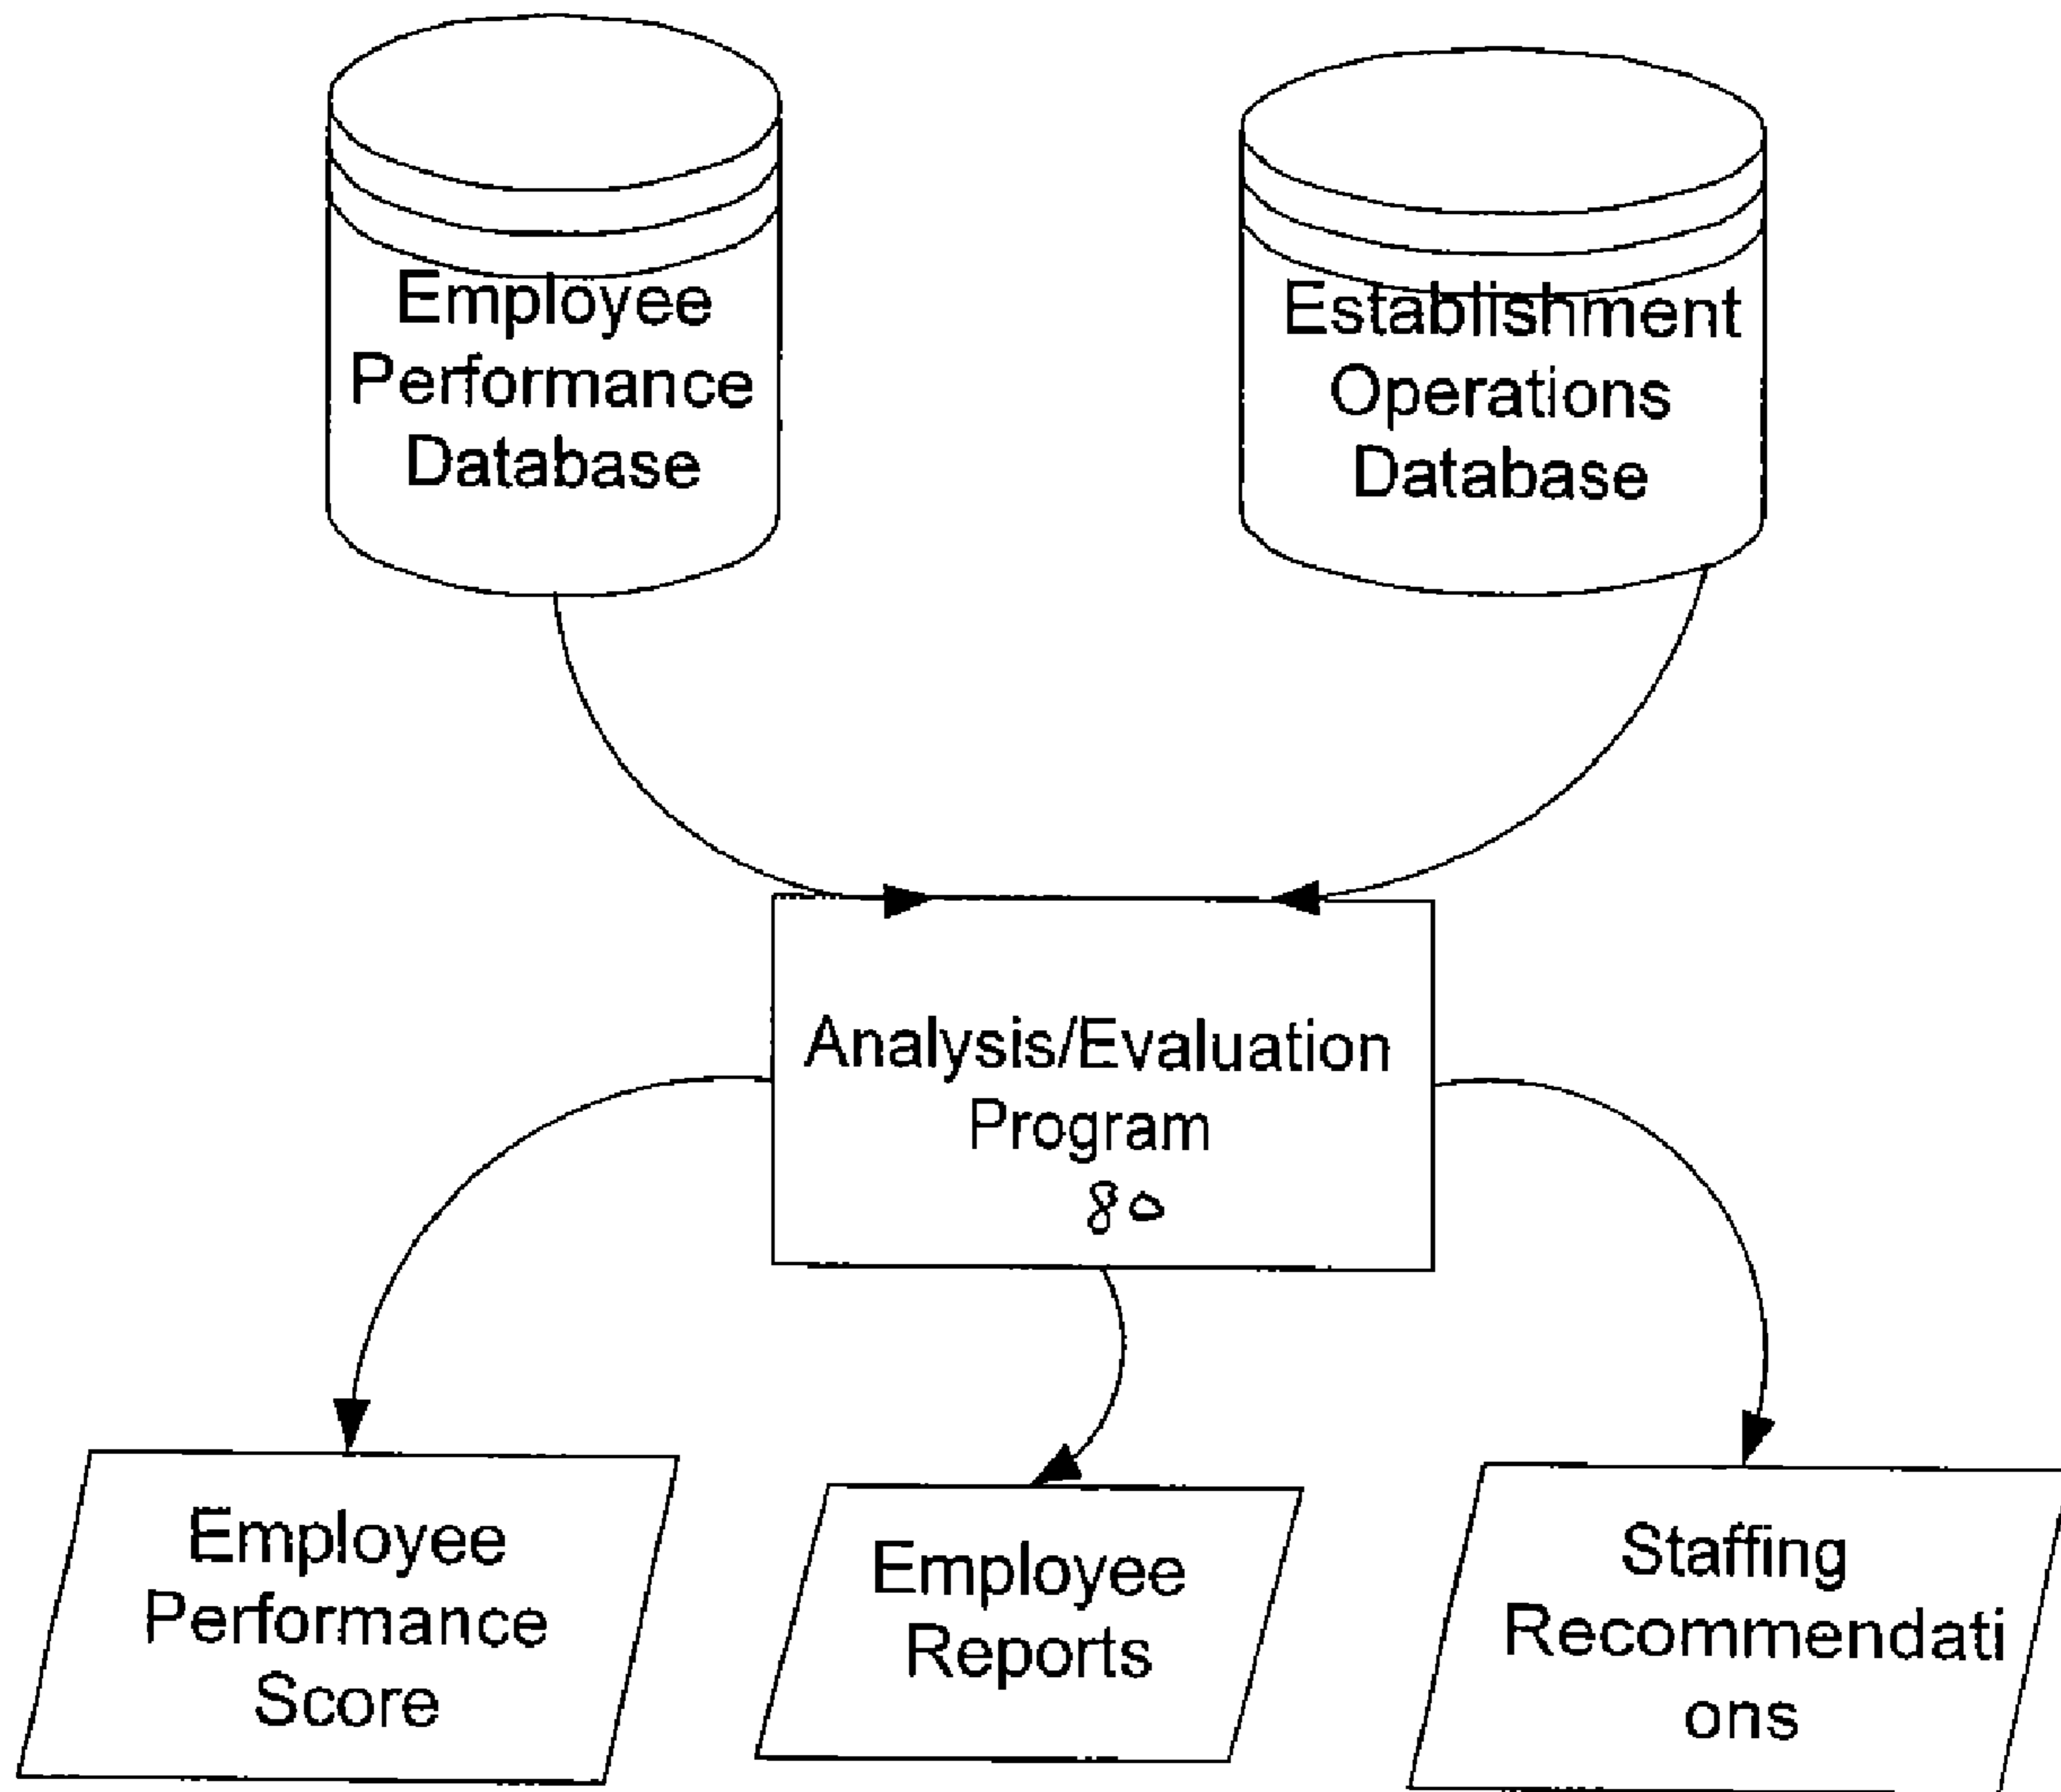 Employee
Performance
Database
Establishment
Operations
Database
Analysis/Evaluation
Program
80
Employee
Performance
Score
Employee
Reports
Staffing
Recommendati
ons